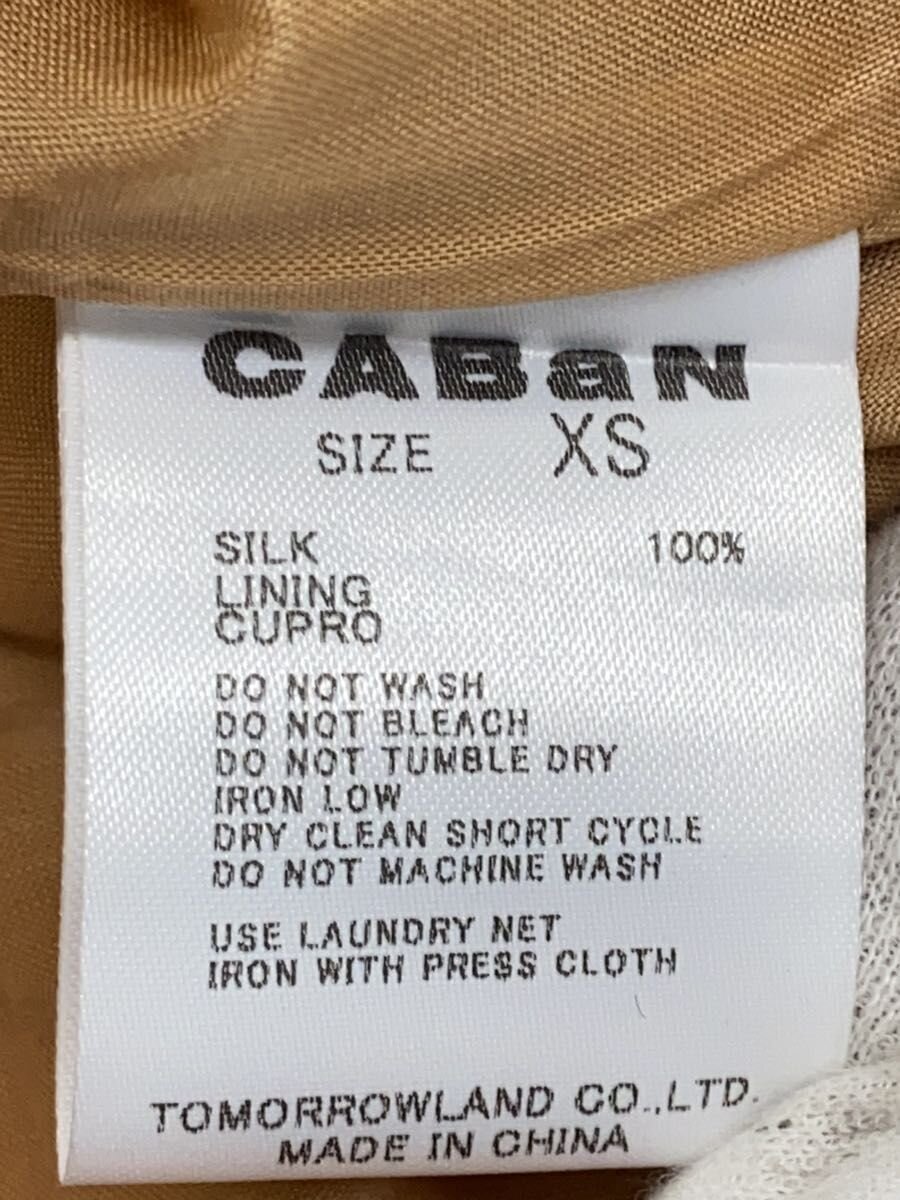 CABaN
SIZE XS
SILK 100%
LINING
CUPRO
DO NOT WASH
DO NOT BLEACH
DO NOT TUMBLE DRY
IRON LOW
DRY CLEAN SHORT CYCLE
DO NOT MACHINE WASH
USE LAUNDRY NET
IRON WITH PRESS CLOTH
TOMORROWLAND CO.,LTD.
MADE IN CHINA